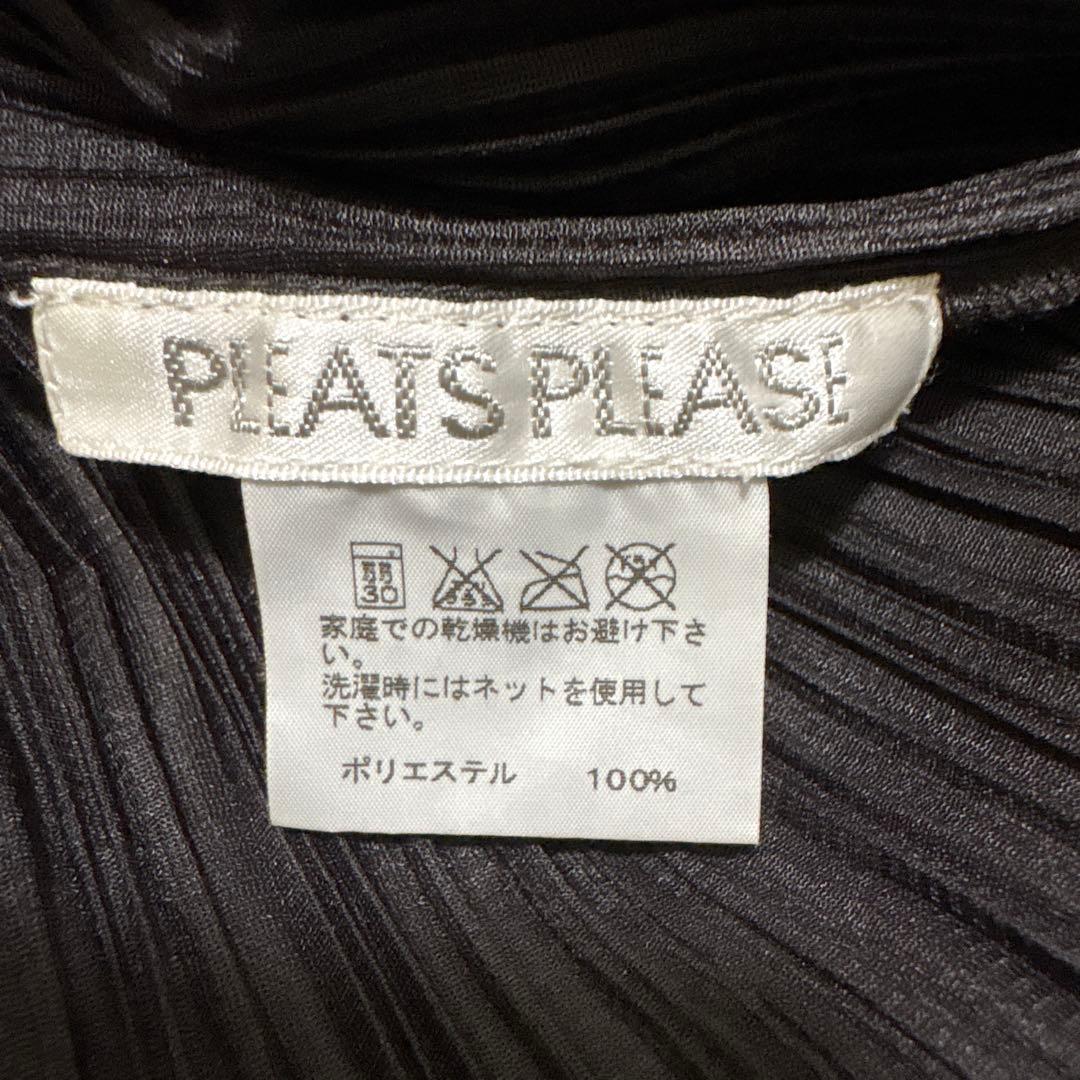 PLEATS PLEASE
30
家庭での乾燥機はお避け下さ
い。
洗濯時にはネットを使用して
下さい。
ポリエステル 100%